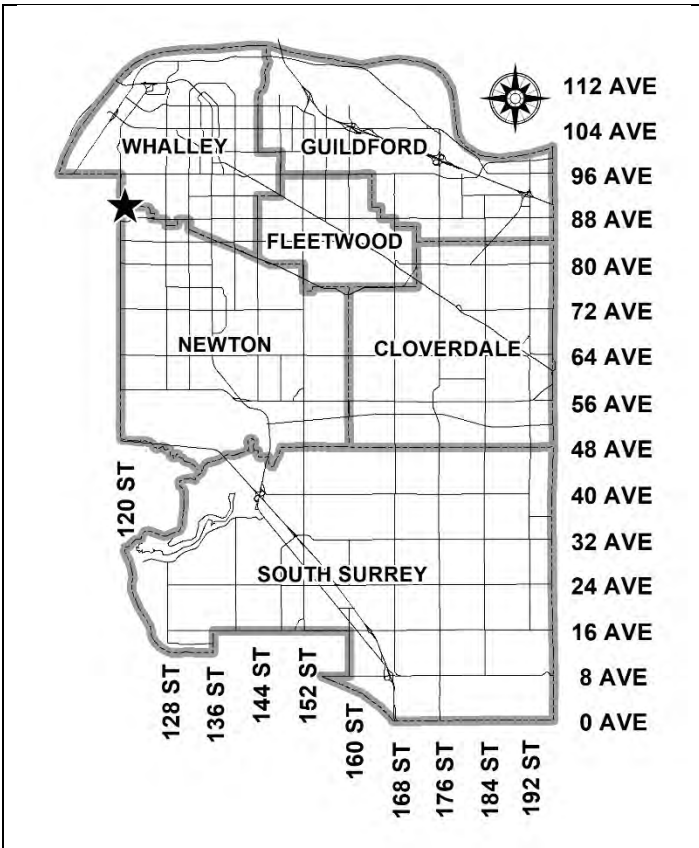 112 AVE
104 AVE
WHALLEY
GUILDFORD
96 AVE
88 AVE
FLEETWOOD
80 AVE
72 AVE
NEWTON
CLOVERDALE
64 AVE
56 AVE
48 AVE
120 ST
40 AVE
32 AVE
SOUTH SURREY
24 AVE
16 AVE
128 ST
136 ST
144 ST
152 ST
160 ST
8 AVE
0 AVE
168 ST
176 ST
184 ST
192 ST